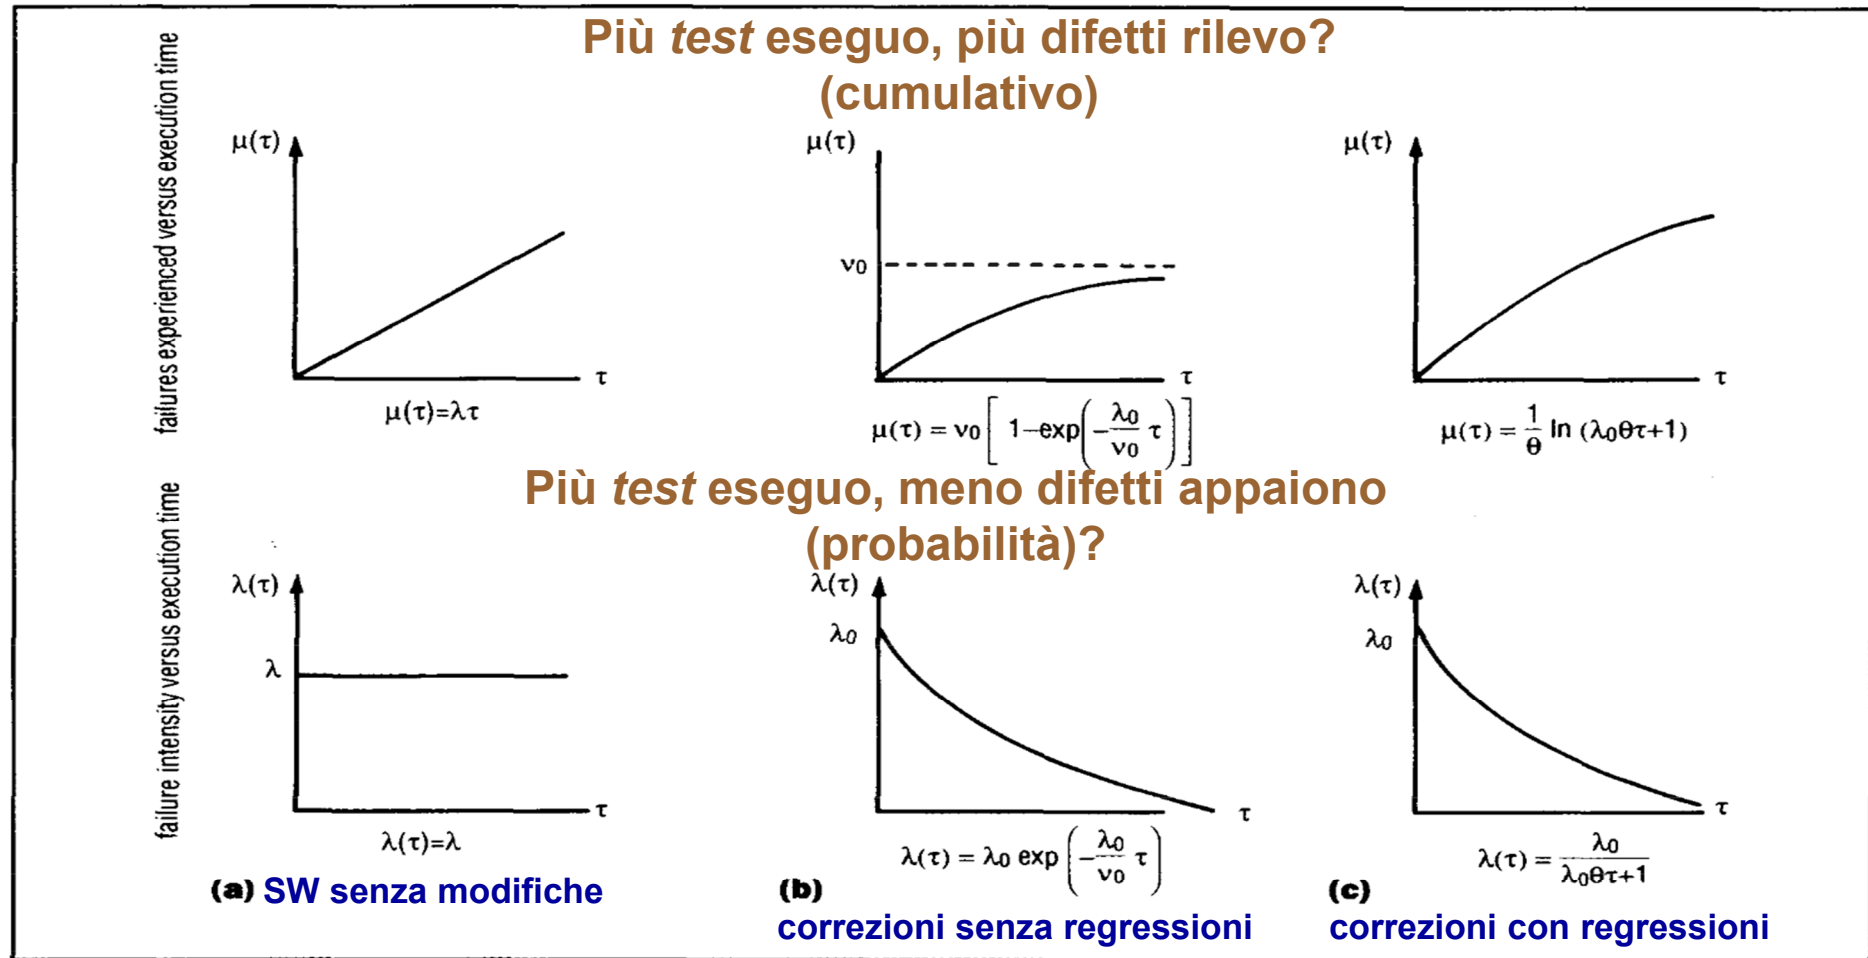 Più test eseguo, più difetti rilevo?
(cumulativo)
failures experienced versus execution time
μ(τ)
τ
μ(τ)=λτ
μ(τ)
ν0
τ
μ(τ) = ν0 [ 1–exp( –λ0/ν0 τ ) ]
μ(τ)
τ
μ(τ) = 1/θ ln (λ0θτ+1)
Più test eseguo, meno difetti appaiono
(probabilità)?
failure intensity versus execution time
λ(τ)
λ
τ
λ(τ)=λ
λ(τ)
λ0
τ
λ(τ) = λ0 exp ( –λ0/ν0 τ )
λ(τ)
λ0
τ
λ(τ) = λ0/λ0θτ+1
(a) SW senza modifiche
(b)
correzioni senza regressioni
(c)
correzioni con regressioni